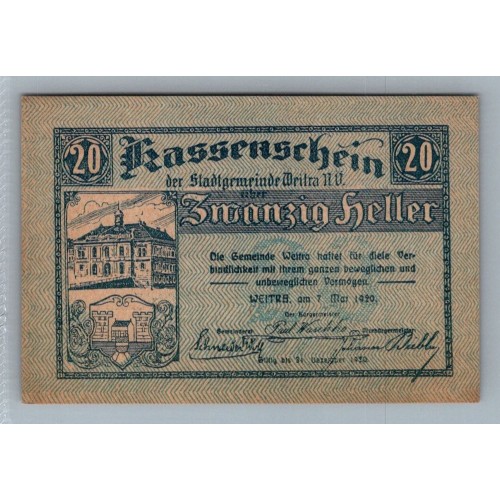 20 Kassenschein 20
der Stadtgemeinde Weitra N.Ö.
über
Zwanzig Heller
Die Gemeinde Weitra haftet für diese Ver-
bindlichkeit mit ihrem ganzen beweglichen und
unbeweglichen Vermögen.
WEITRA, am 7. Mai 1920.
Der Bürgermeister
Gemeinderat Vizebürgermeister
Gültig bis 31. Dezember 1920.